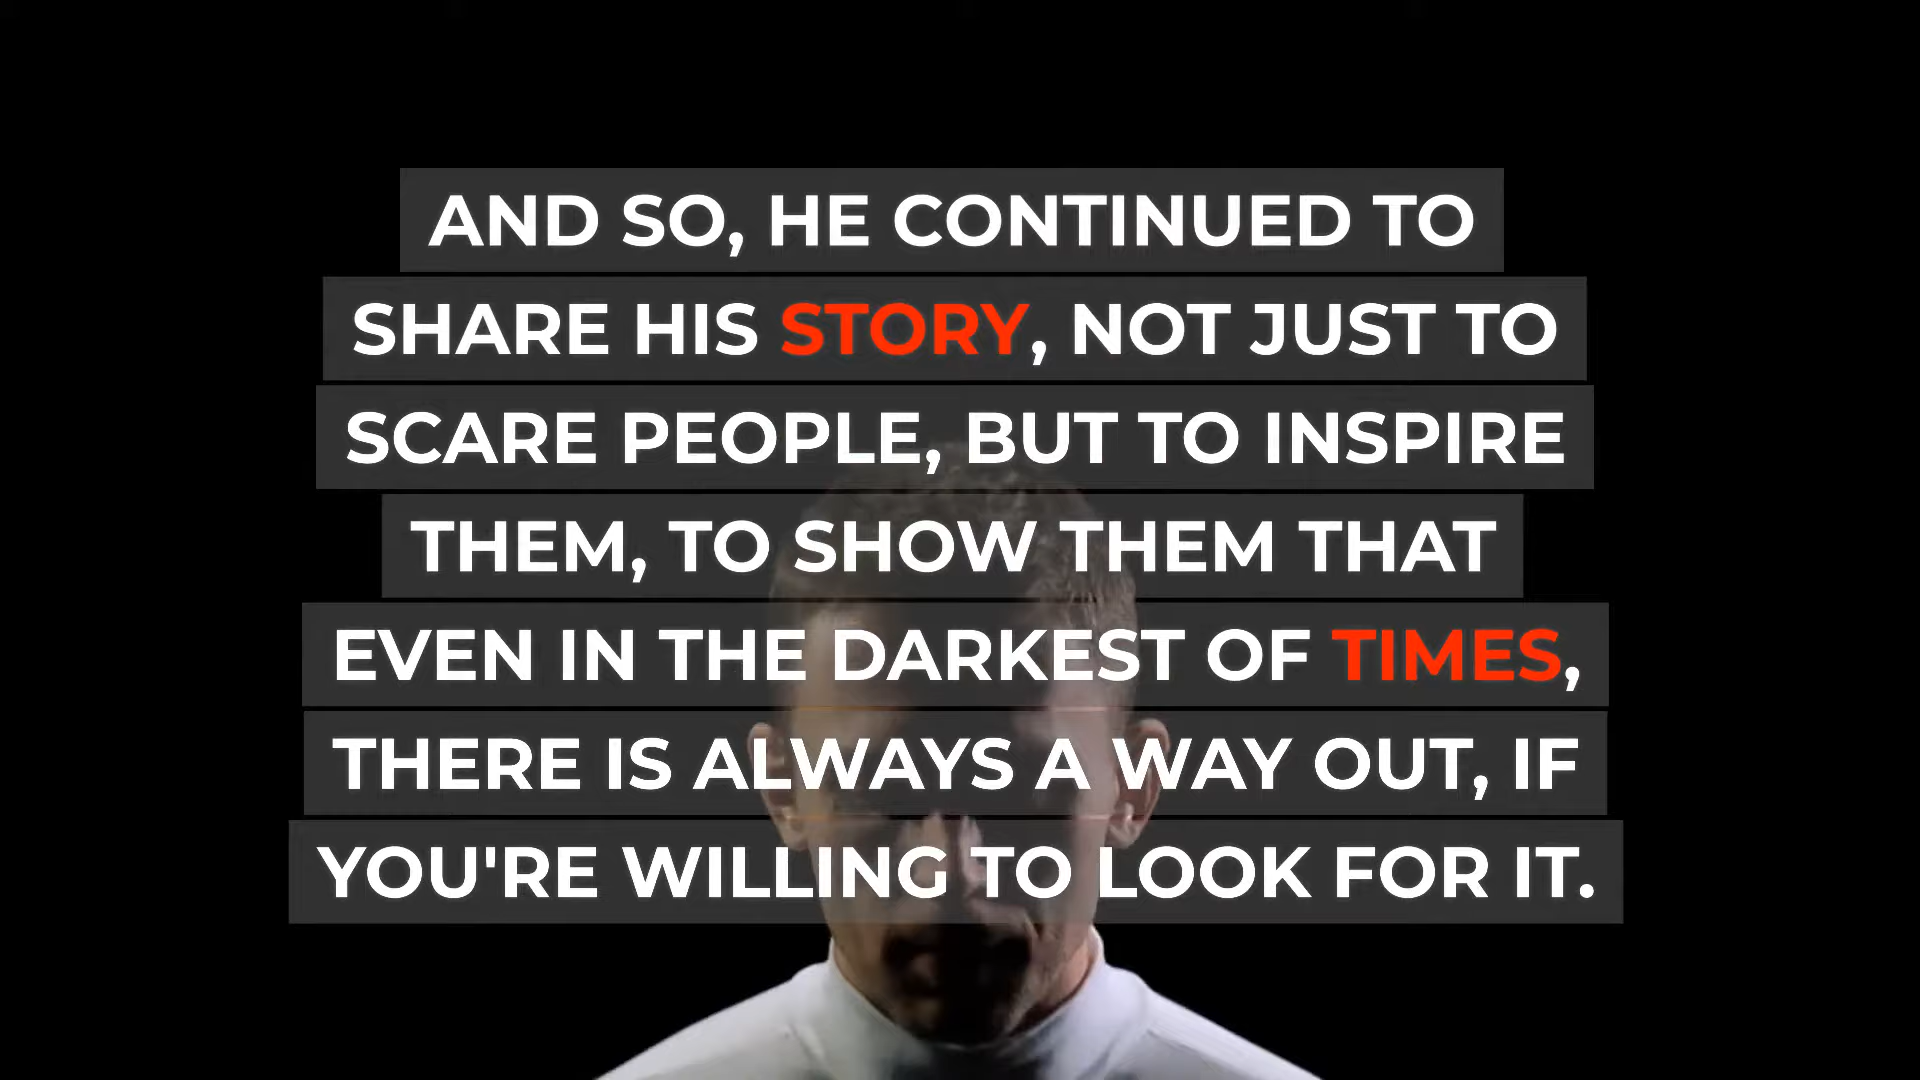 AND SO, HE CONTINUED TO
SHARE HIS STORY, NOT JUST TO
SCARE PEOPLE, BUT TO INSPIRE
THEM, TO SHOW THEM THAT
EVEN IN THE DARKEST OF TIMES,
THERE IS ALWAYS A WAY OUT, IF
YOU'RE WILLING TO LOOK FOR IT.